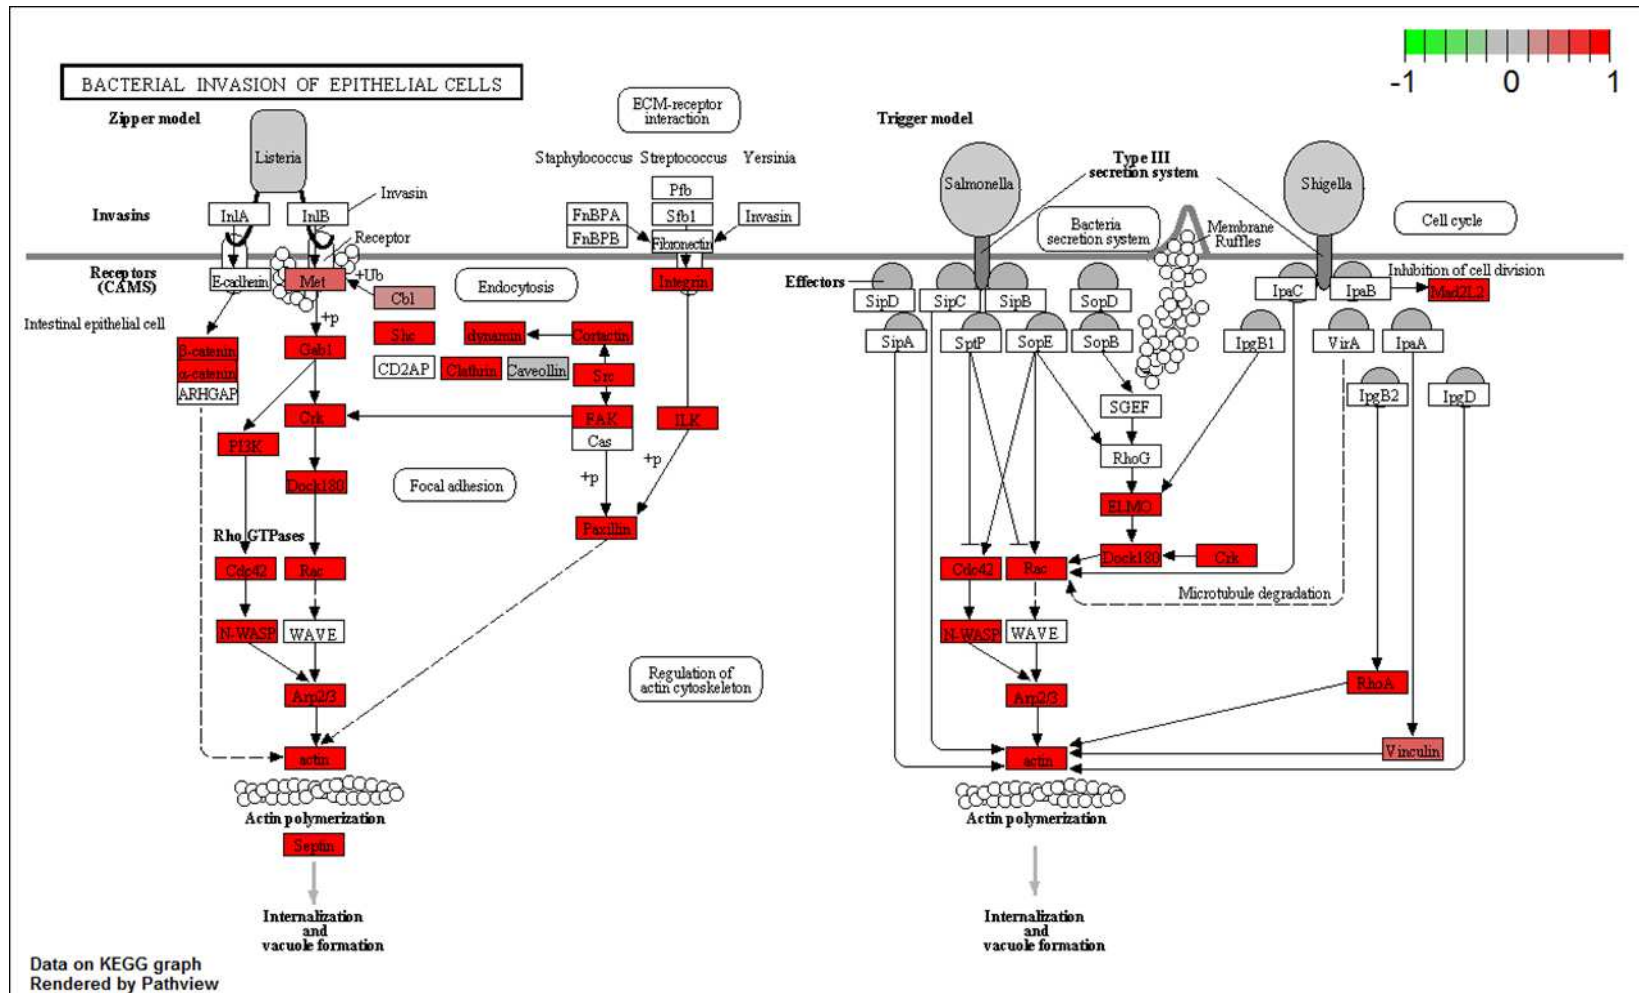 -1
0
1
BACTERIAL INVASION OF EPITHELIAL CELLS
Zipper model
Listeria
Invasin
Invasins
InlA
InlB
Receptor
Receptors
(CAMS)
E-cadherin
Met
+Ub
Cbl
Intestinal epithelial cell
+p
β-catenin
α-catenin
ARHGAP
Gab1
Shc
CD2AP
Endocytosis
dynamin
Cortactin
Clathrin
Caveollin
Src
Crk
FAK
Cas
ILK
PI3K
Dock180
Focal adhesion
+p
+p
Paxillin
Rho GTPases
Cdc42
Rac
N-WASP
WAVE
Arp2/3
actin
Actin polymerization
Septin
Internalization
and
vacuole formation
ECM-receptor
interaction
Staphylococcus
Streptococcus
Yersinia
Pfb
FnBPA
Sfb1
Invasin
FnBPB
Fibronectin
Integrin
Regulation of
actin cytoskeleton
Trigger model
Salmonella
Type III
secretion system
Shigella
Bacteria
secretion system
Membrane
Ruffles
Cell cycle
Effectors
SipD
SipC
SipB
SopD
IpaC
IpaB
Inhibition of cell division
Mad2L2
SipA
SptP
SopE
SopB
IpgB1
VirA
IpaA
IpgB2
IpgD
SGEF
RhoG
ELMO
Dock180
Crk
Cdc42
Rac
Microtubule degradation
N-WASP
WAVE
Arp2/3
RhoA
Vinculin
actin
Actin polymerization
Internalization
and
vacuole formation
Data on KEGG graph
Rendered by Pathview